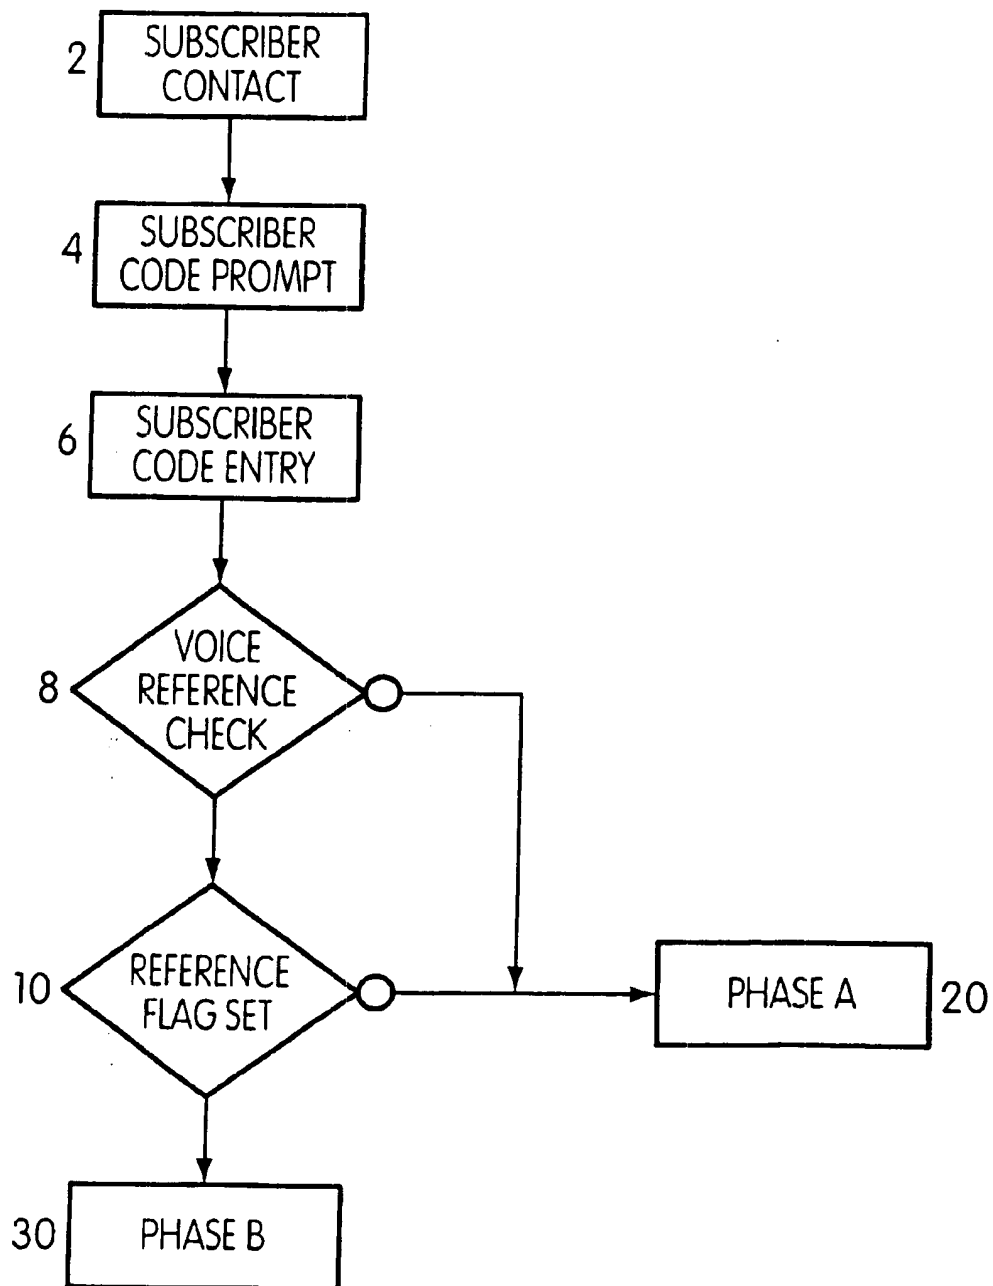 2
SUBSCRIBER
CONTACT
4
SUBSCRIBER
CODE PROMPT
6
SUBSCRIBER
CODE ENTRY
8
VOICE
REFERENCE
CHECK
10
REFERENCE
FLAG SET
PHASE A
20
30
PHASE B